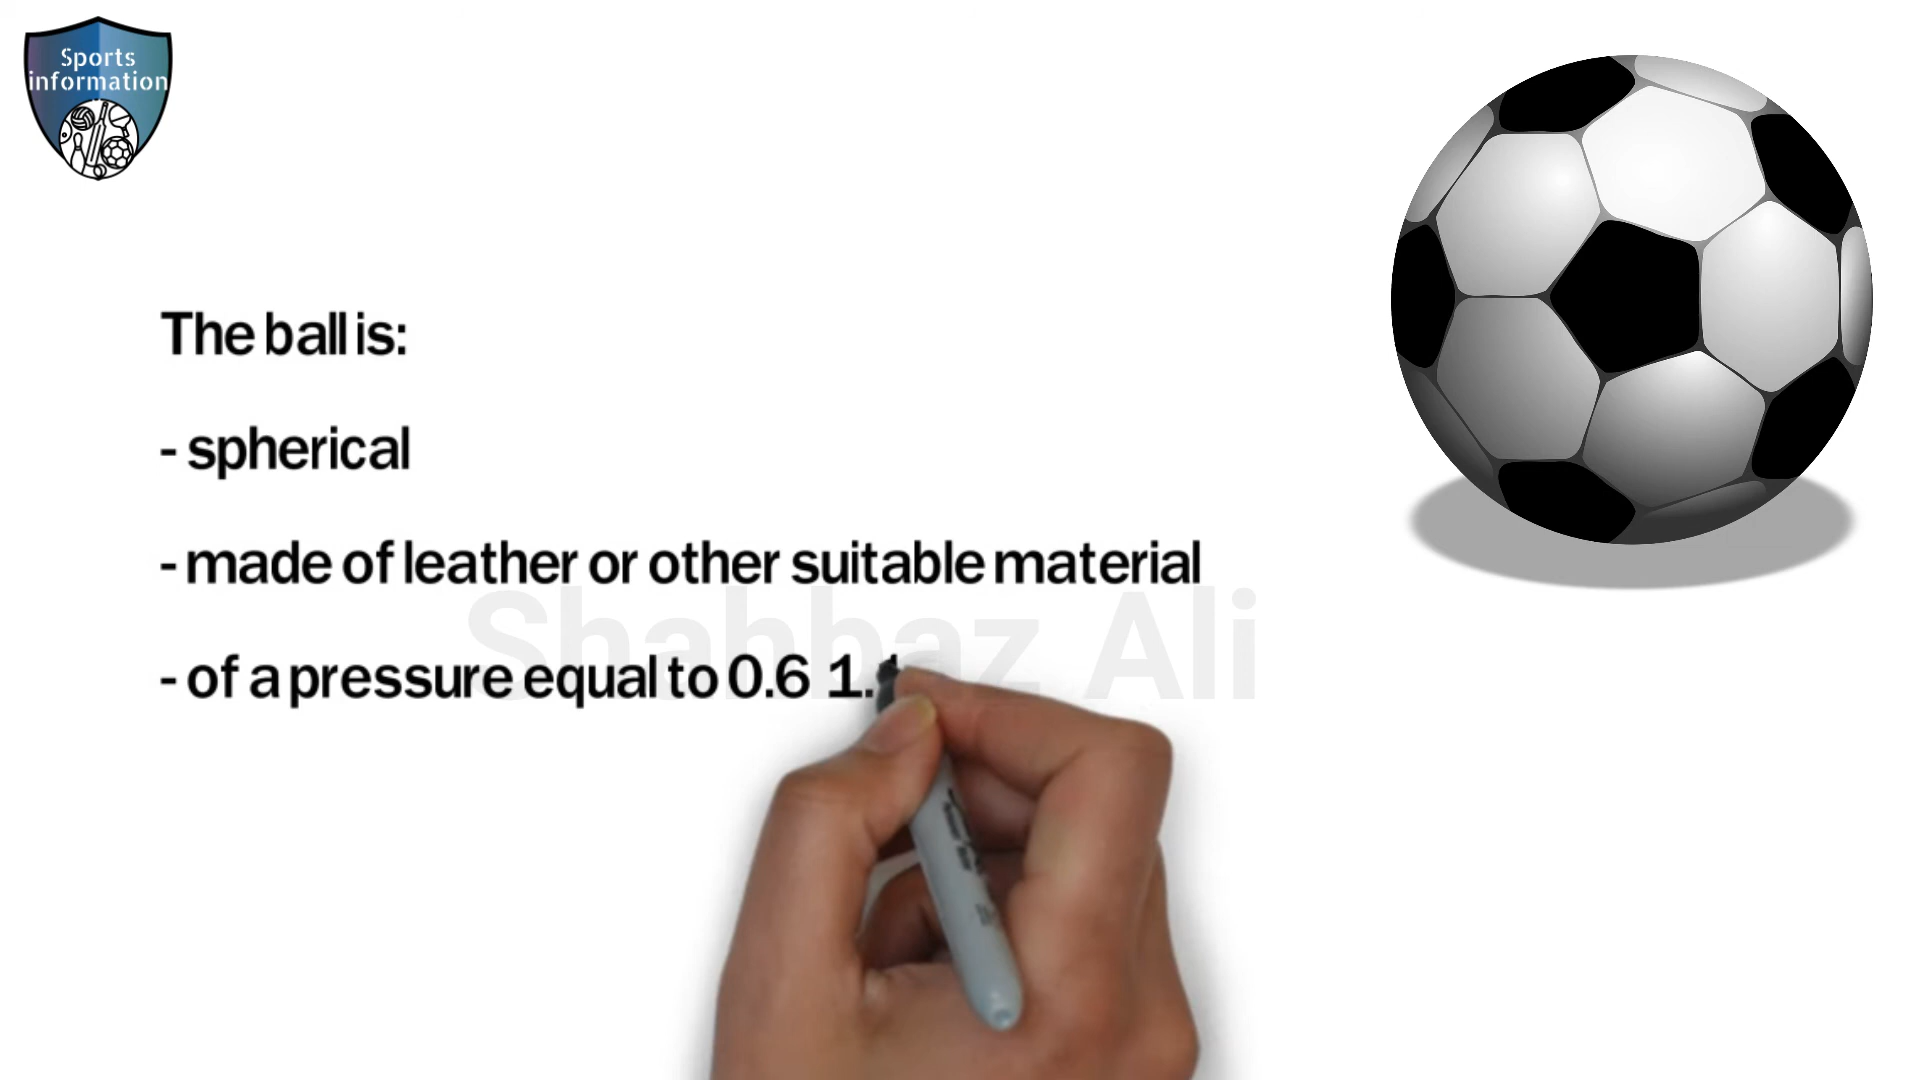 Sports
information
The ball is:
- spherical
- made of leather or other suitable material
Shahbaz Ali
- of a pressure equal to 0.6 1.